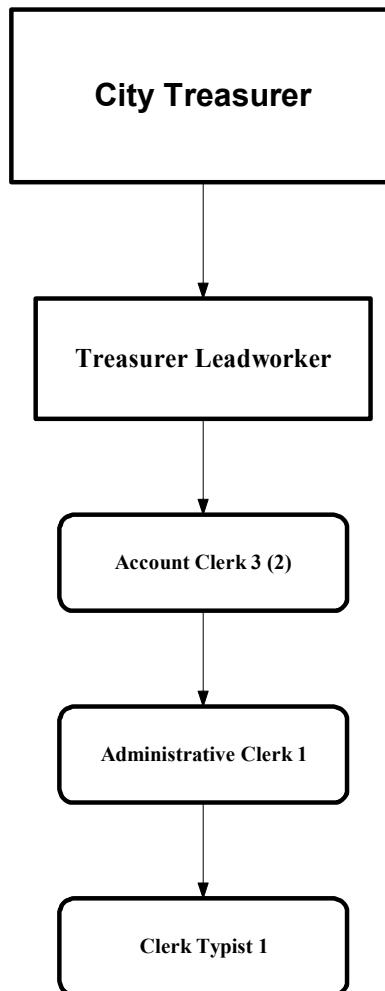 City Treasurer
Treasurer Leadworker
Account Clerk 3 (2)
Administrative Clerk 1
Clerk Typist 1